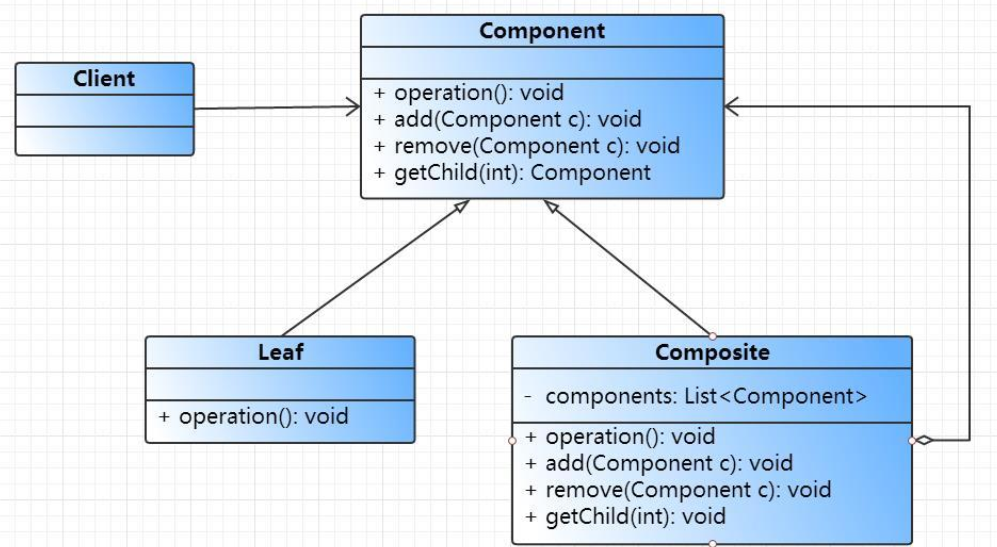 Component
Client
+ operation(): void
+ add(Component c): void
+ remove(Component c): void
+ getChild(int): Component
Leaf
+ operation(): void
Composite
- components: List<Component>
+ operation(): void
+ add(Component c): void
+ remove(Component c): void
+ getChild(int): void